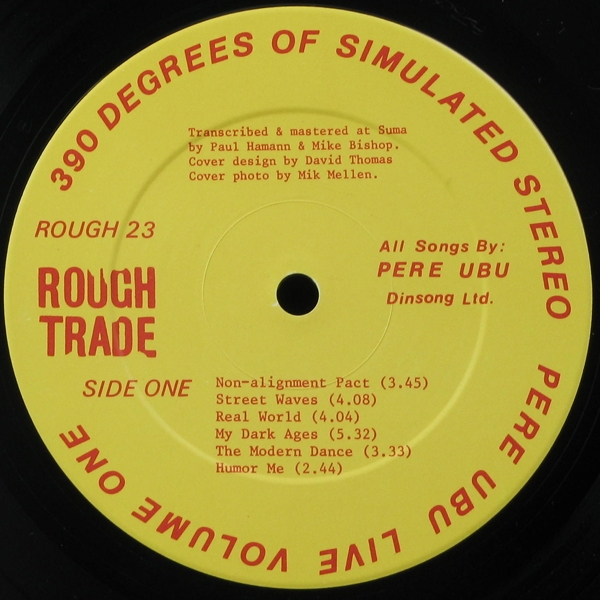 390 DEGREES OF SIMULATED STEREO
PERE UBU LIVE VOLUME ONE
Transcribed & mastered at Suma
by Paul Hamann & Mike Bishop.
Cover design by David Thomas
Cover photo by Mik Mellen.
ROUGH 23
ROUGH
TRADE
All Songs By:
PERE UBU
Dinsong Ltd.
SIDE ONE
Non-alignment Pact (3.45)
Street Waves (4.08)
Real World (4.04)
My Dark Ages (5.32)
The Modern Dance (3.33)
Humor Me (2.44)